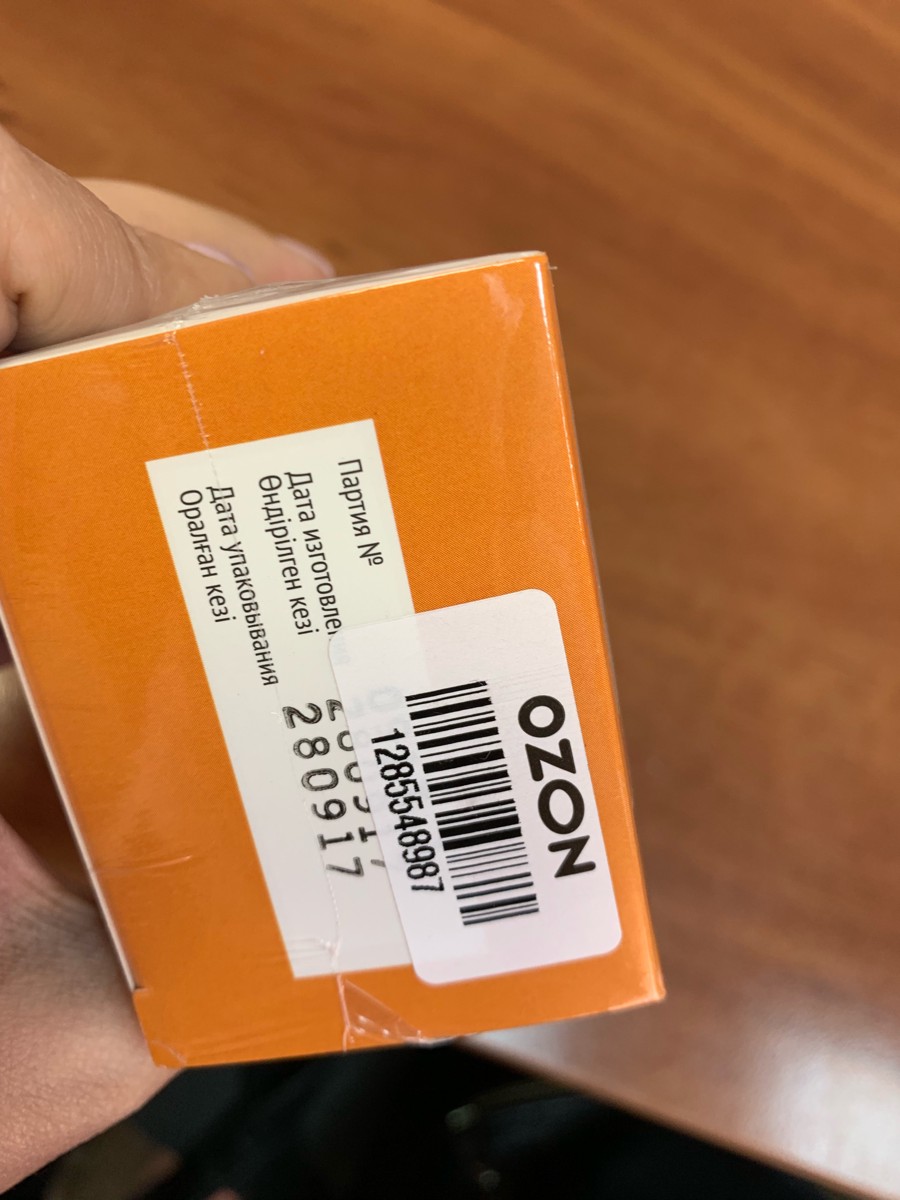 OZON
1285548987
Партия №
Дата изготовле
Өндірілген кезі
Дата упаковывания
Оралған кезі
280917